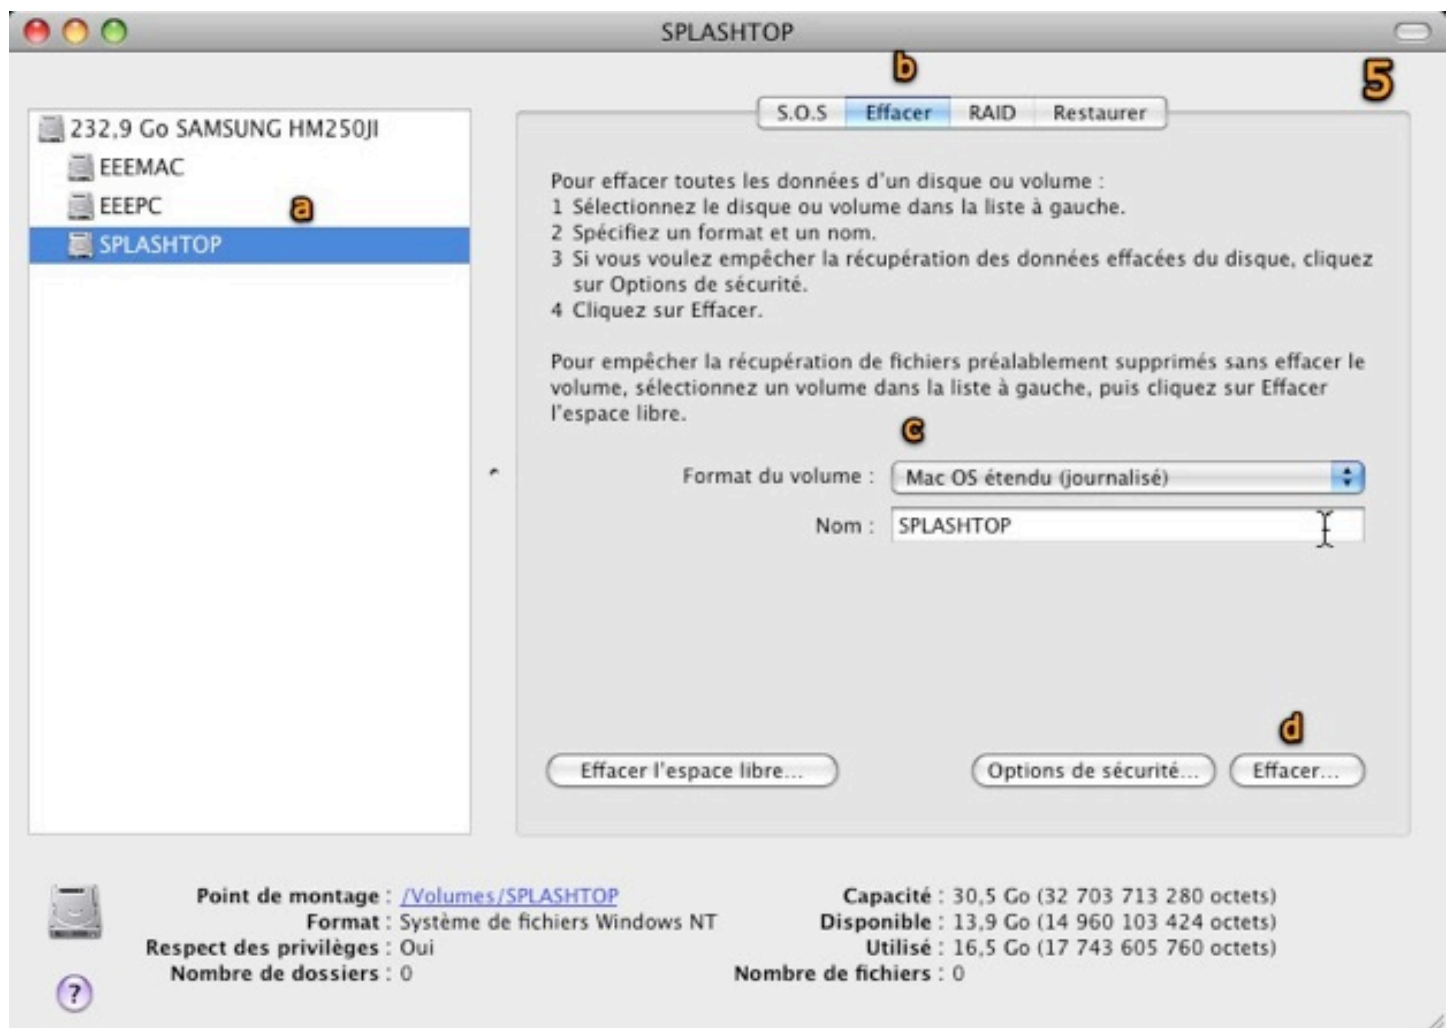 SPLASHTOP
b
5
S.O.S Effacer RAID Restaurer
232,9 Go SAMSUNG HM250JI
EEEMAC
EEEPC
a
SPLASHTOP
Pour effacer toutes les données d'un disque ou volume :
1 Sélectionnez le disque ou volume dans la liste à gauche.
2 Spécifiez un format et un nom.
3 Si vous voulez empêcher la récupération des données effacées du disque, cliquez
sur Options de sécurité.
4 Cliquez sur Effacer.
Pour empêcher la récupération de fichiers préalablement supprimés sans effacer le
volume, sélectionnez un volume dans la liste à gauche, puis cliquez sur Effacer
l'espace libre.
c
Format du volume : Mac OS étendu (journalisé)
Nom : SPLASHTOP
d
Effacer l'espace libre... Options de sécurité... Effacer...
Point de montage : /Volumes/SPLASHTOP
Format : Système de fichiers Windows NT
Respect des privilèges : Oui
Nombre de dossiers : 0
Capacité : 30,5 Go (32 703 713 280 octets)
Disponible : 13,9 Go (14 960 103 424 octets)
Utilisé : 16,5 Go (17 743 605 760 octets)
Nombre de fichiers : 0
?